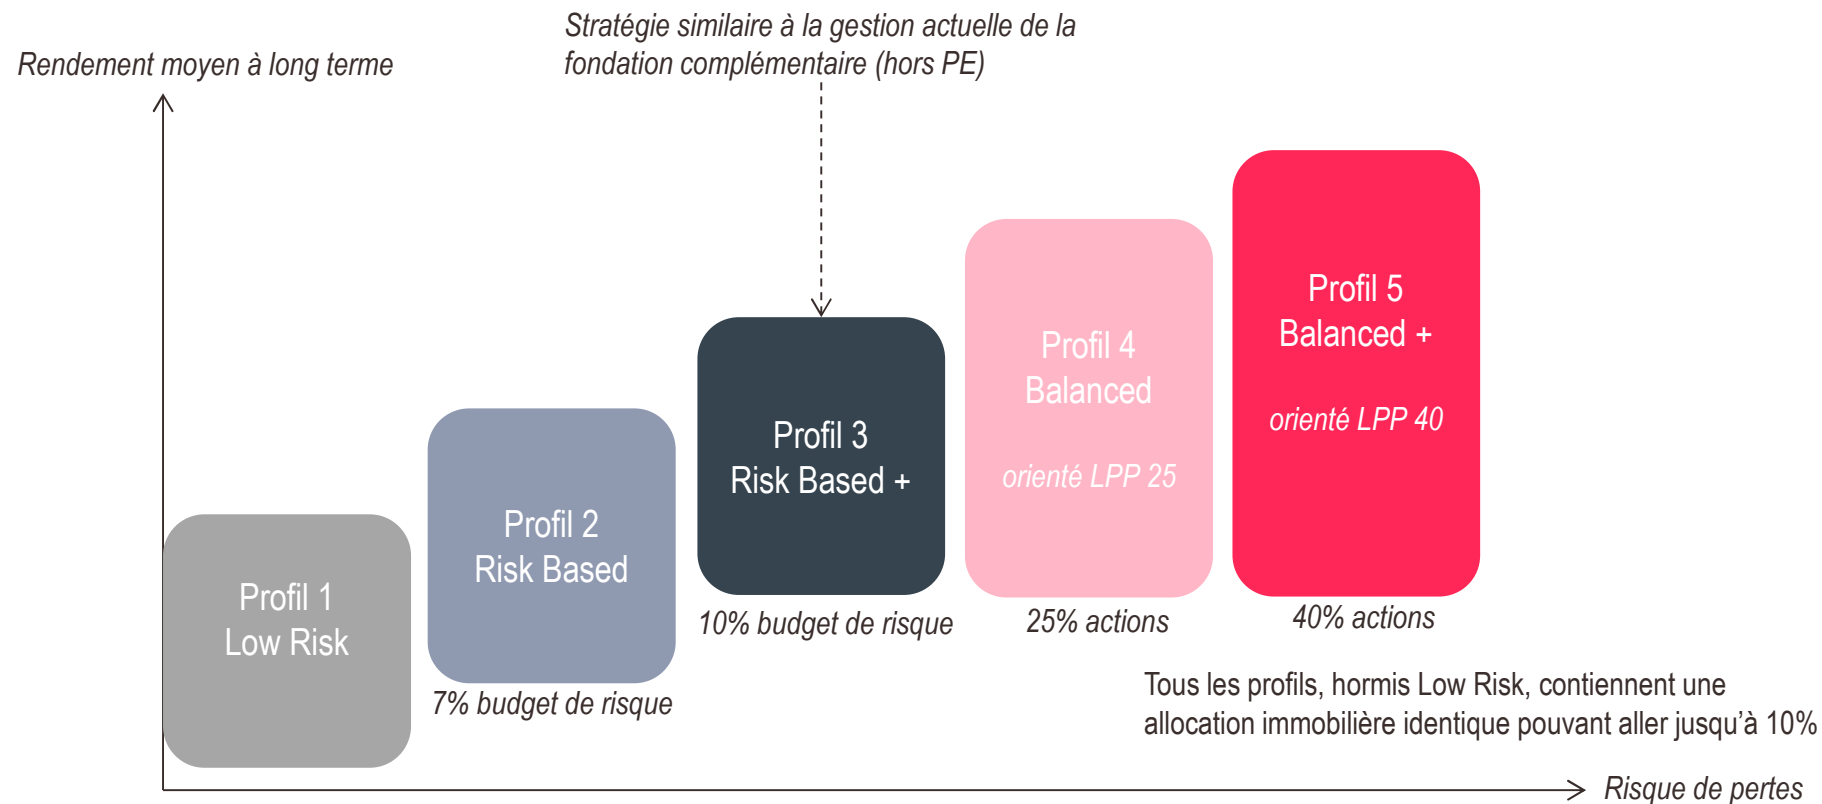 Stratégie similaire à la gestion actuelle de la
fondation complémentaire (hors PE)
Rendement moyen à long terme
Profil 1
Low Risk
Profil 2
Risk Based
7% budget de risque
Profil 3
Risk Based +
10% budget de risque
Profil 4
Balanced
orienté LPP 25
25% actions
Profil 5
Balanced +
orienté LPP 40
40% actions
Tous les profils, hormis Low Risk, contiennent une
allocation immobilière identique pouvant aller jusqu’à 10%
Risque de pertes